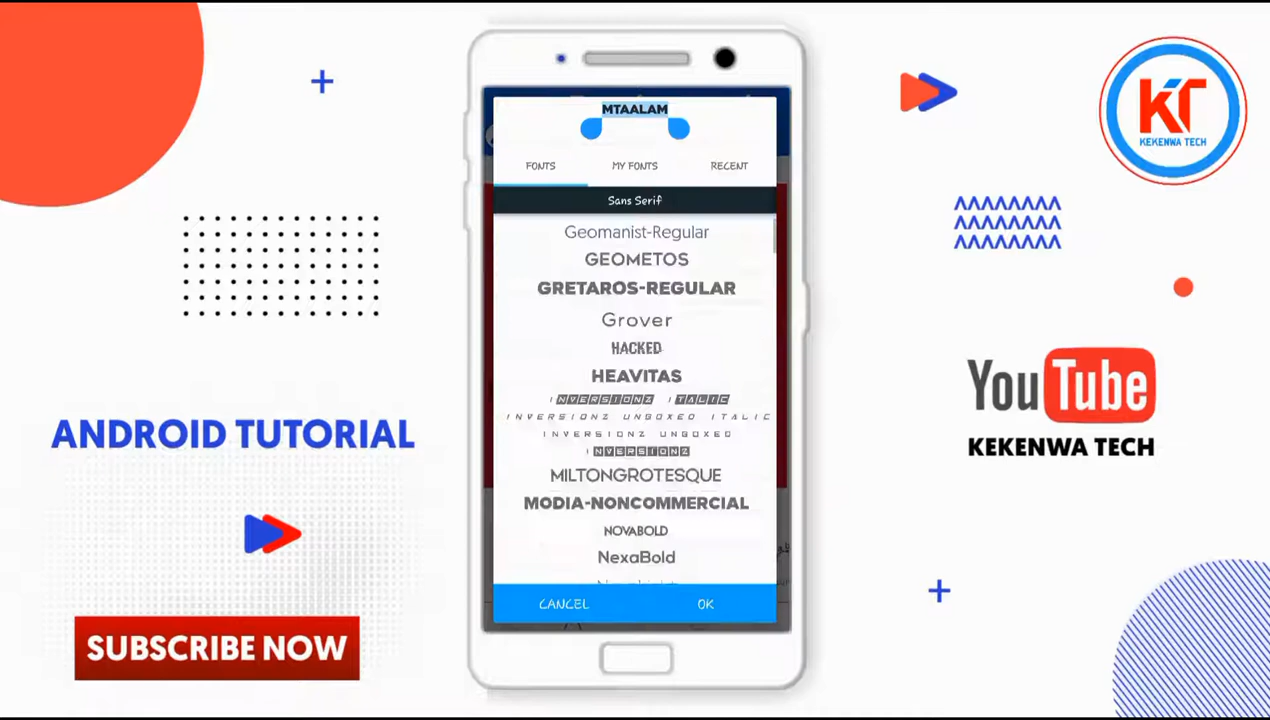 KT
KEKENWA TECH
MTAALAM
FONTS
MY FONTS
RECENT
Sans Serif
Geomanist-Regular
GEOMETOS
GRETAROS-REGULAR
Grover
HACKED
HEAVITAS
INVERSIONZ ITALIC
INVERSIONZ UNBOXED ITALIC
INVERSIONZ UNBOXED
INVERSIONZ
MILTONGROTESQUE
MODIA-NONCOMMERCIAL
NOVABOLD
NexaBold
CANCEL
OK
ANDROID TUTORIAL
SUBSCRIBE NOW
YouTube
KEKENWA TECH